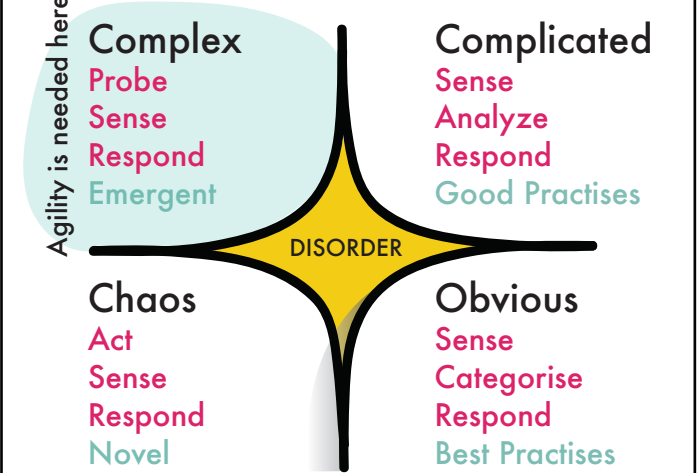 Agility is needed here
Complex
Probe
Sense
Respond
Emergent
Complicated
Sense
Analyze
Respond
Good Practises
DISORDER
Chaos
Act
Sense
Respond
Novel
Obvious
Sense
Categorise
Respond
Best Practises